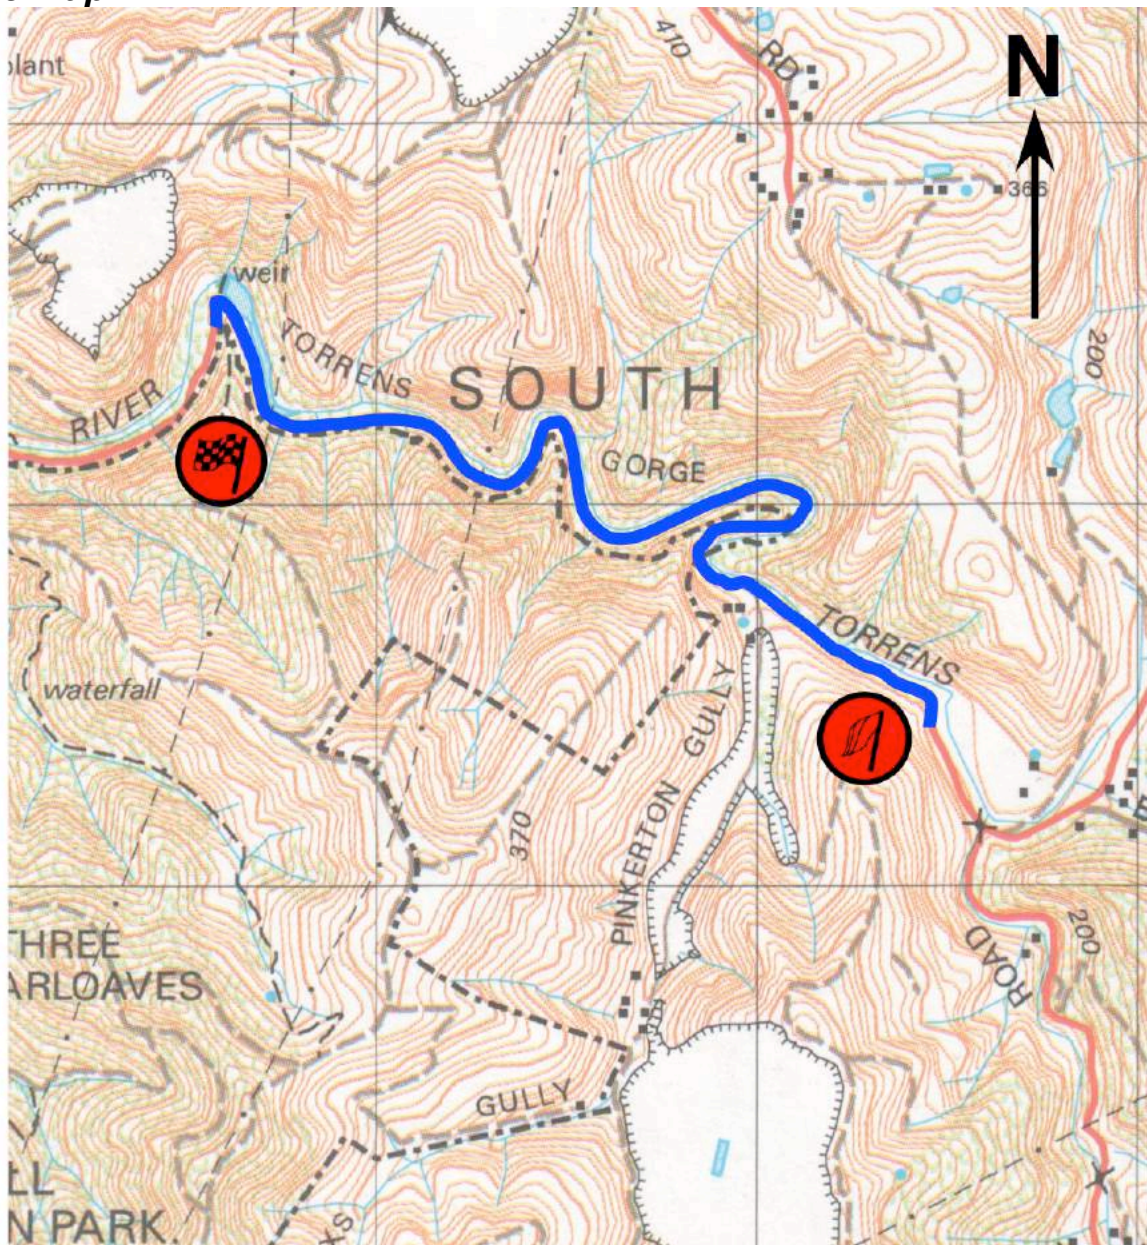 410
RD
N
plant
366
weir
TORRENS
SOUTH
200
RIVER
GORGE
TORRENS
waterfall
GULLY
370
PINKERTON
THREE
ARLOAVES
ROAD
200
GULLY
LL
N PARK
KS